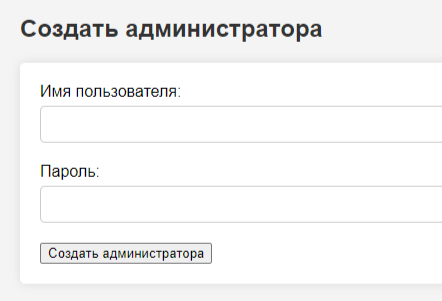 Создать администратора
Имя пользователя:
Пароль:
Создать администратора